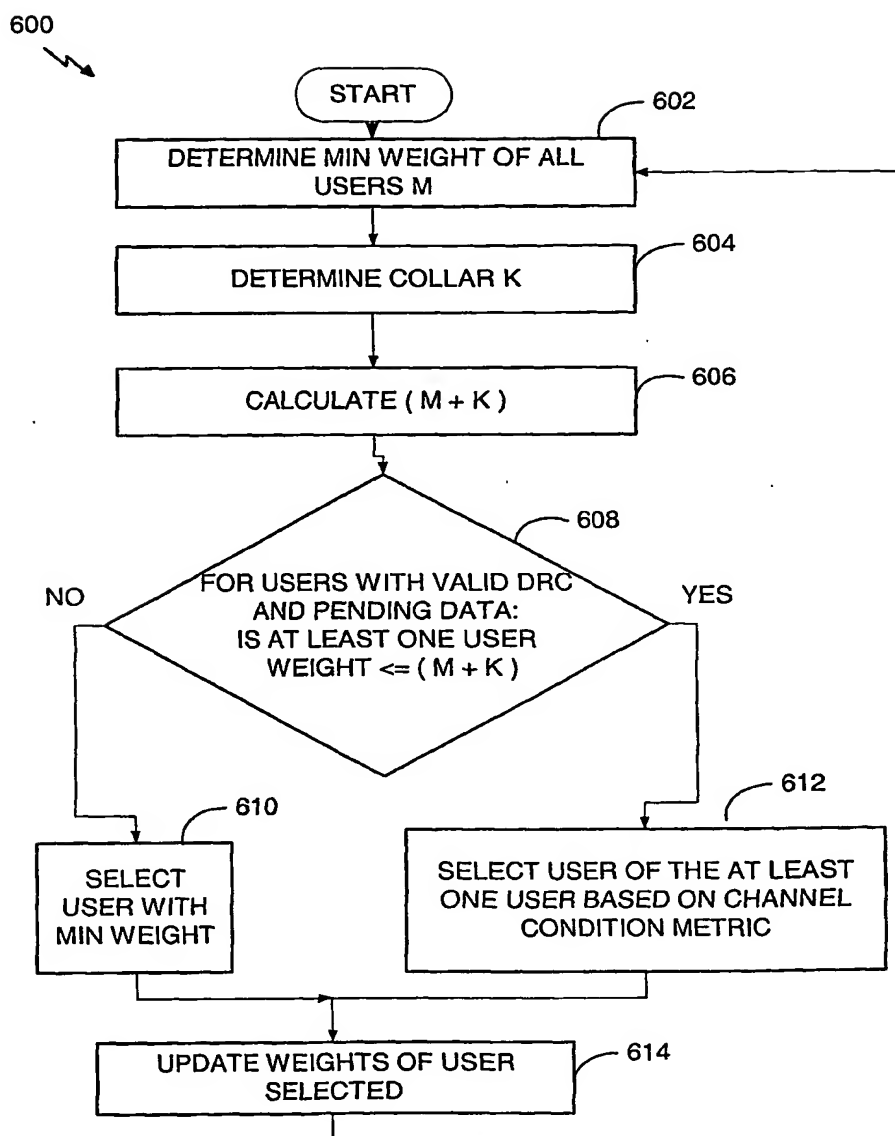 600
START
602
DETERMINE MIN WEIGHT OF ALL
USERS M
604
DETERMINE COLLAR K
606
CALCULATE ( M + K )
608
FOR USERS WITH VALID DRC
AND PENDING DATA:
IS AT LEAST ONE USER
WEIGHT <= ( M + K )
NO
YES
610
SELECT
USER WITH
MIN WEIGHT
612
SELECT USER OF THE AT LEAST
ONE USER BASED ON CHANNEL
CONDITION METRIC
614
UPDATE WEIGHTS OF USER
SELECTED